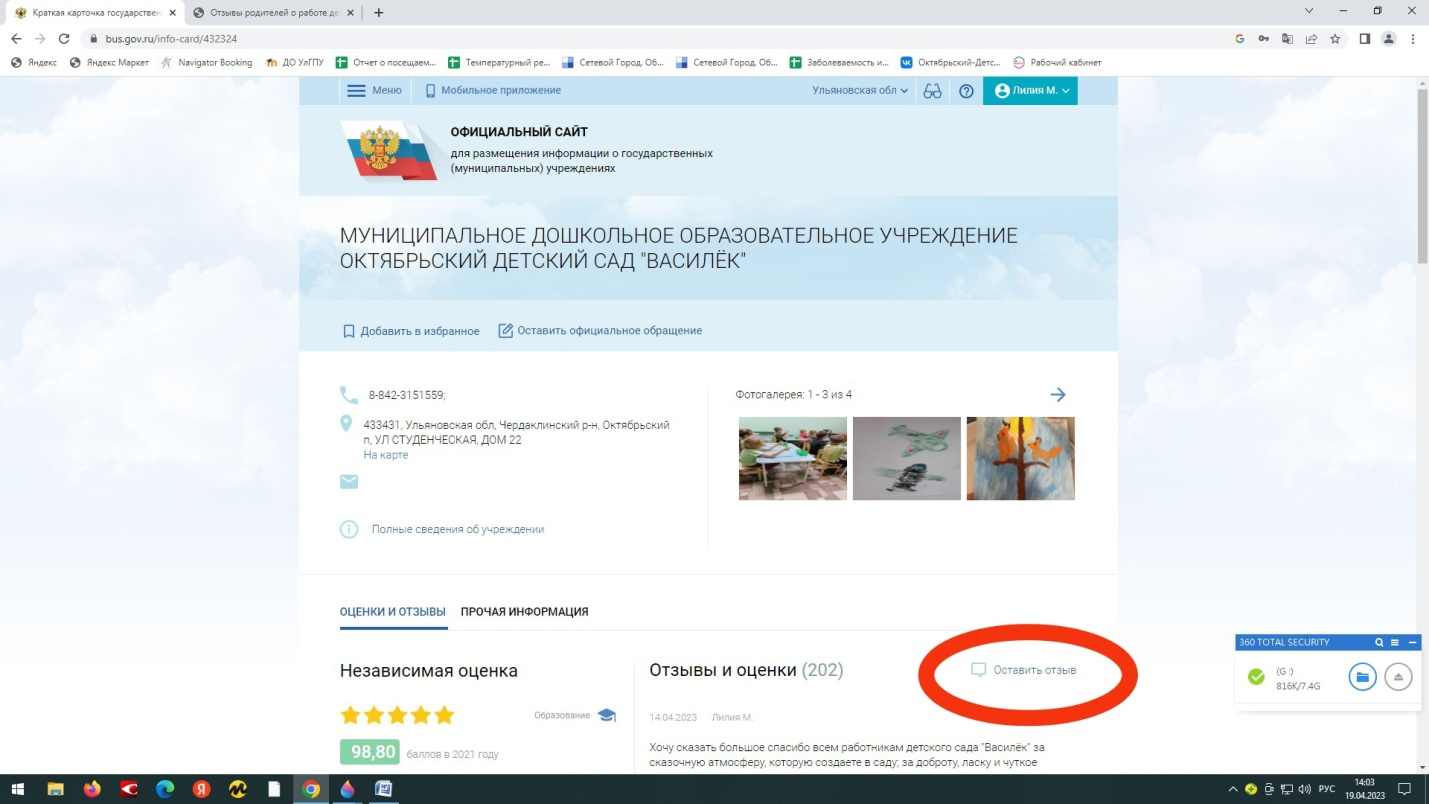 Краткая карточка государствен
Отзывы родителей о работе де
bus.gov.ru/info-card/432324
Яндекс
Яндекс Маркет
Navigator Booking
ДО УлГПУ
Отчет о посещаем...
Температурный ре...
Сетевой Город. Об...
Сетевой Город. Об...
Заболеваемость и...
Октябрьский-Детс...
Рабочий кабинет
Меню
Мобильное приложение
Ульяновская обл
Лилия М.
ОФИЦИАЛЬНЫЙ САЙТ
для размещения информации о государственных
(муниципальных) учреждениях
МУНИЦИПАЛЬНОЕ ДОШКОЛЬНОЕ ОБРАЗОВАТЕЛЬНОЕ УЧРЕЖДЕНИЕ
ОКТЯБРЬСКИЙ ДЕТСКИЙ САД "ВАСИЛЁК"
Добавить в избранное
Оставить официальное обращение
8-842-3151559;
433431, Ульяновская обл, Чердаклинский р-н, Октябрьский
п, УЛ СТУДЕНЧЕСКАЯ, ДОМ 22
На карте
Полные сведения об учреждении
Фотогалерея: 1 - 3 из 4
ОЦЕНКИ И ОТЗЫВЫ
ПРОЧАЯ ИНФОРМАЦИЯ
Независимая оценка
Образование
98,80 баллов в 2021 году
Отзывы и оценки (202)
Оставить отзыв
14.04.2023 Лилия М.
Хочу сказать большое спасибо всем работникам детского сада "Василёк" за
сказочную атмосферу, которую создаете в саду; за доброту, ласку и чуткое
360 TOTAL SECURITY
(G:)
816K/7.4G
РУС
14:03
19.04.2023